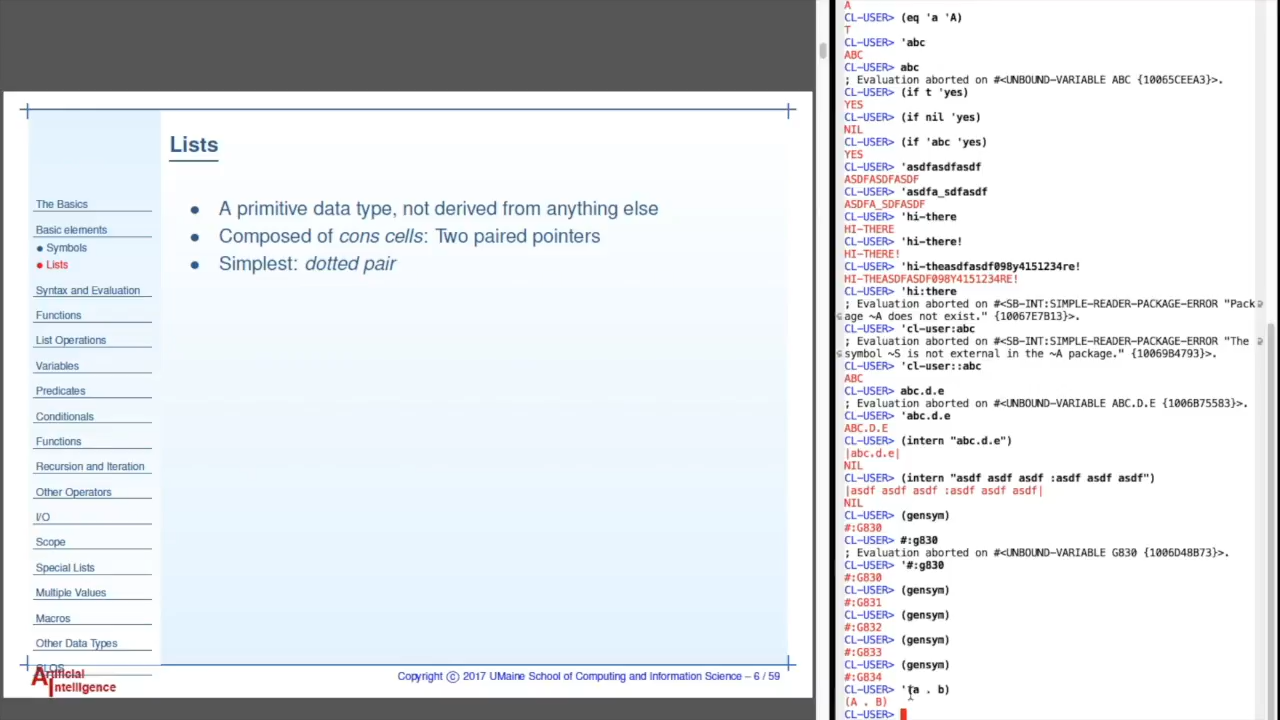 Lists
The Basics
Basic elements
● Symbols
● Lists
Syntax and Evaluation
Functions
List Operations
Variables
Predicates
Conditionals
Functions
Recursion and Iteration
Other Operators
I/O
Scope
Special Lists
Multiple Values
Macros
Other Data Types
CLOS
Artificial
Intelligence
● A primitive data type, not derived from anything else
● Composed of cons cells: Two paired pointers
● Simplest: dotted pair
Copyright © 2017 UMaine School of Computing and Information Science – 6 / 59
A
CL-USER> (eq 'a 'A)
T
CL-USER> 'abc
ABC
CL-USER> abc
; Evaluation aborted on #<UNBOUND-VARIABLE ABC {10065CEEA3}>.
CL-USER> (if t 'yes)
YES
CL-USER> (if nil 'yes)
NIL
CL-USER> (if 'abc 'yes)
YES
CL-USER> 'asdfasdfasdf
ASDFASDFASDF
CL-USER> 'asdfa_sdfasdf
ASDFA_SDFASDF
CL-USER> 'hi-there
HI-THERE
CL-USER> 'hi-there!
HI-THERE!
CL-USER> 'hi-theasdfasdf098y4151234re!
HI-THEASDFASDF098Y4151234RE!
CL-USER> 'hi:there
; Evaluation aborted on #<SB-INT:SIMPLE-READER-PACKAGE-ERROR "Pack
age ~A does not exist." {10067E7B13}>.
CL-USER> 'cl-user:abc
; Evaluation aborted on #<SB-INT:SIMPLE-READER-PACKAGE-ERROR "The
symbol ~S is not external in the ~A package." {10069B4793}>.
CL-USER> 'cl-user::abc
ABC
CL-USER> abc.d.e
; Evaluation aborted on #<UNBOUND-VARIABLE ABC.D.E {1006B75583}>.
CL-USER> 'abc.d.e
ABC.D.E
CL-USER> (intern "abc.d.e")
|abc.d.e|
NIL
CL-USER> (intern "asdf asdf asdf :asdf asdf asdf")
|asdf asdf asdf :asdf asdf asdf|
NIL
CL-USER> (gensym)
#:G830
CL-USER> #:g830
; Evaluation aborted on #<UNBOUND-VARIABLE G830 {1006D48B73}>.
CL-USER> '#:g830
#:G830
CL-USER> (gensym)
#:G831
CL-USER> (gensym)
#:G832
CL-USER> (gensym)
#:G833
CL-USER> (gensym)
#:G834
CL-USER> '(a . b)
(A . B)
CL-USER>